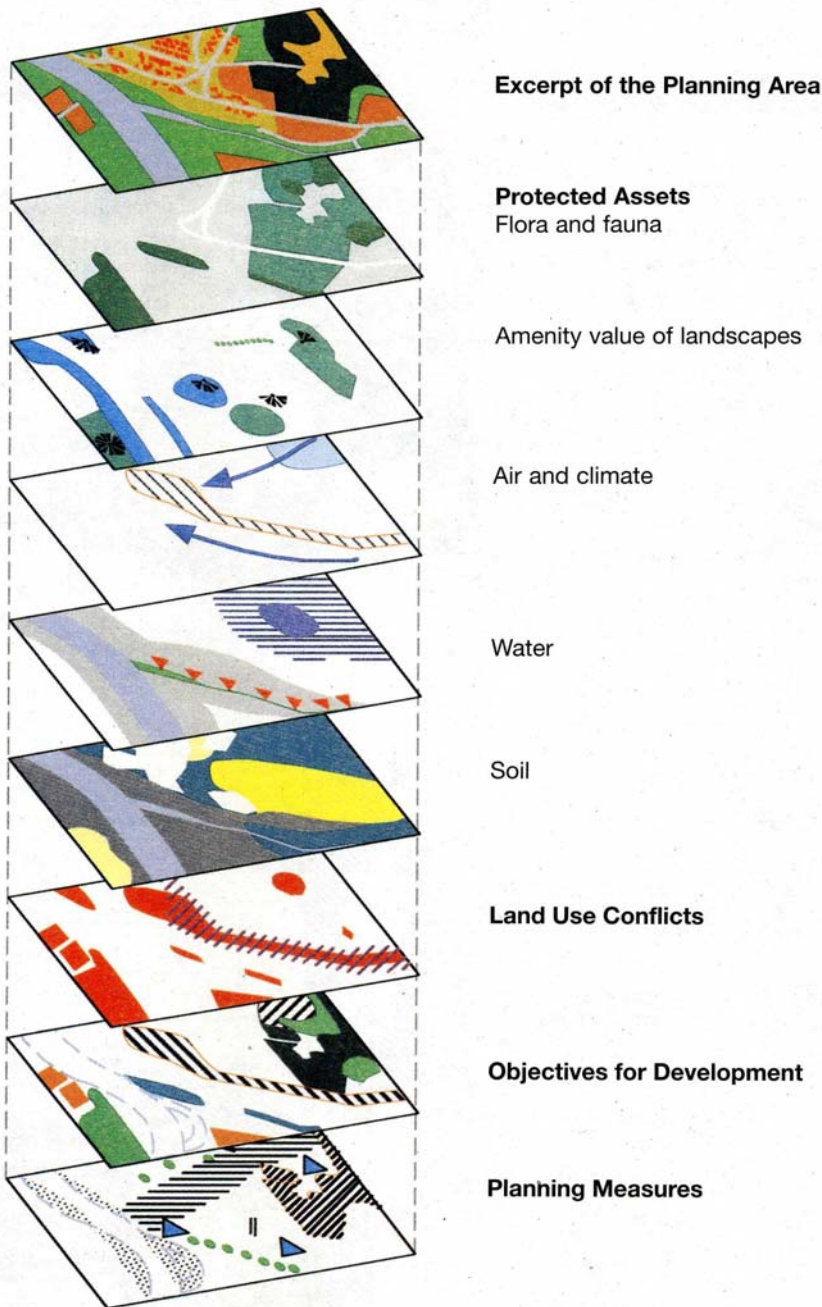 Excerpt of the Planning Area
Protected Assets
Flora and fauna
Amenity value of landscapes
Air and climate
Water
Soil
Land Use Conflicts
Objectives for Development
Planning Measures